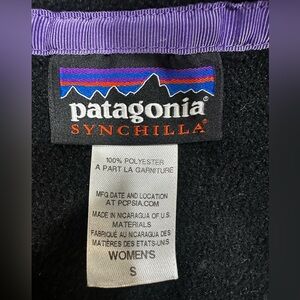 patagonia®
SYNCHILLA®
100% POLYESTER
A PART LA GARNITURE
MFG DATE AND LOCATION
AT PCPSIA.COM
MADE IN NICARAGUA OF U.S.
MATERIALS
FABRIQUÉ AU NICARAGUA DES
MATIÈRES DES ETATS-UNIS
WOMEN'S
S